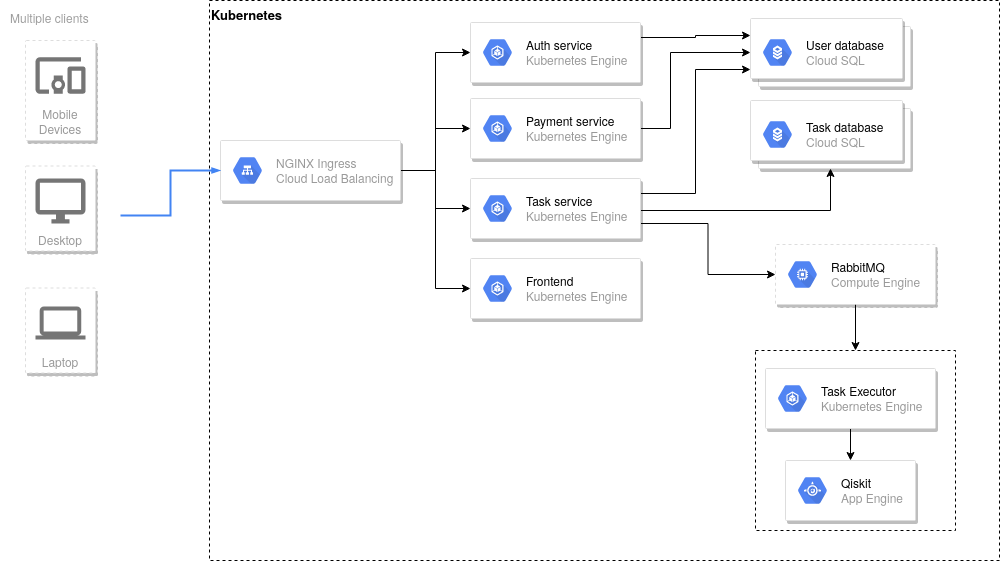 Multiple clients
Mobile
Devices
Desktop
Laptop
Kubernetes
NGINX Ingress
Cloud Load Balancing
Auth service
Kubernetes Engine
Payment service
Kubernetes Engine
Task service
Kubernetes Engine
Frontend
Kubernetes Engine
User database
Cloud SQL
Task database
Cloud SQL
RabbitMQ
Compute Engine
Task Executor
Kubernetes Engine
Qiskit
App Engine